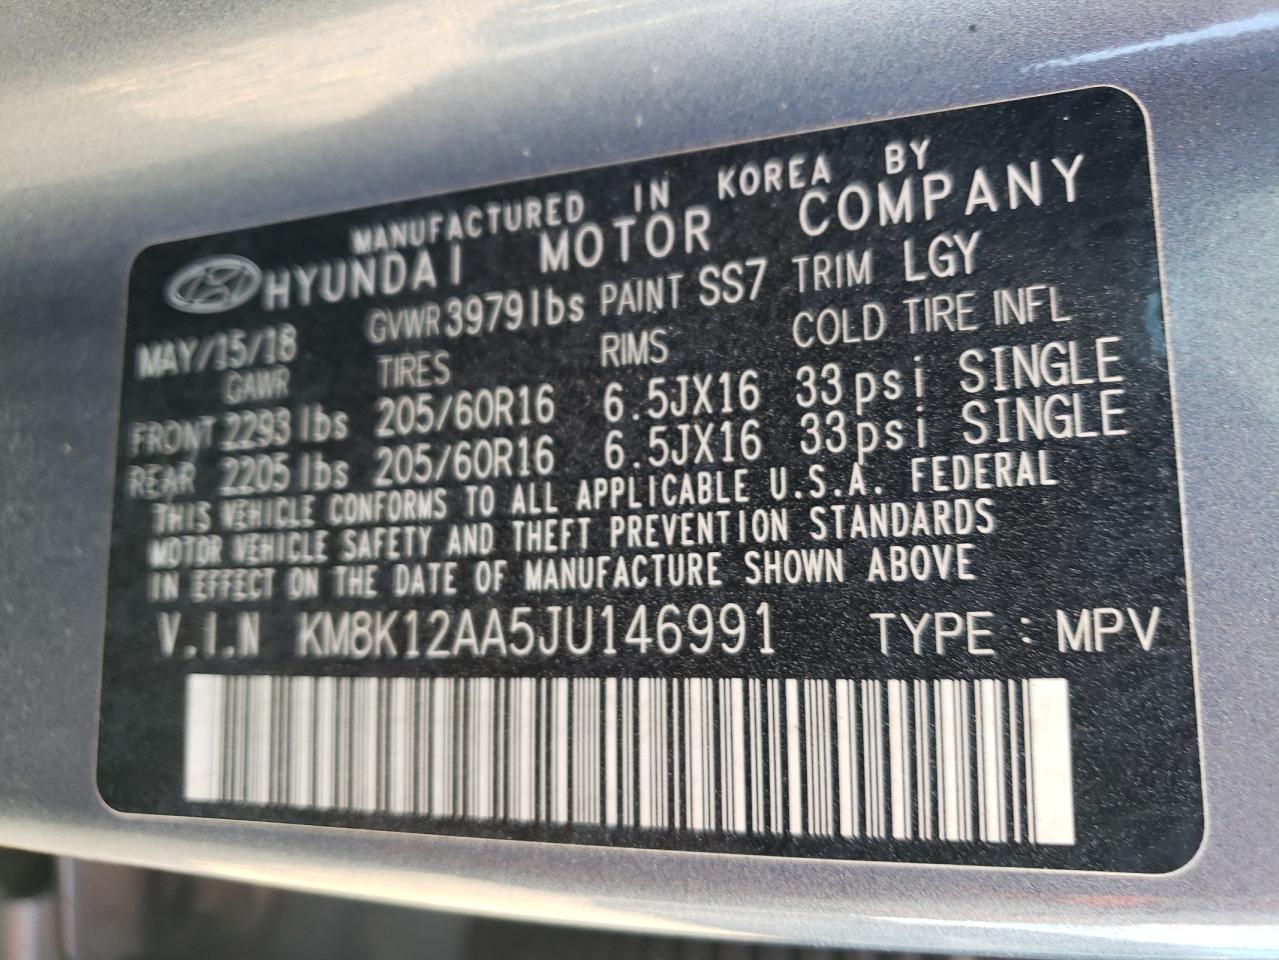 MANUFACTURED IN KOREA BY
HYUNDAI MOTOR COMPANY
MAY/15/18 GVWR 3979lbs PAINT SS7 TRIM LGY
GAWR TIRES RIMS COLD TIRE INFL
FRONT 2293 lbs 205/60R16 6.5JX16 33psi SINGLE
REAR 2205 lbs 205/60R16 6.5JX16 33psi SINGLE
THIS VEHICLE CONFORMS TO ALL APPLICABLE U.S.A. FEDERAL
MOTOR VEHICLE SAFETY AND THEFT PREVENTION STANDARDS
IN EFFECT ON THE DATE OF MANUFACTURE SHOWN ABOVE
V.I.N KM8K12AA5JU146991 TYPE : MPV